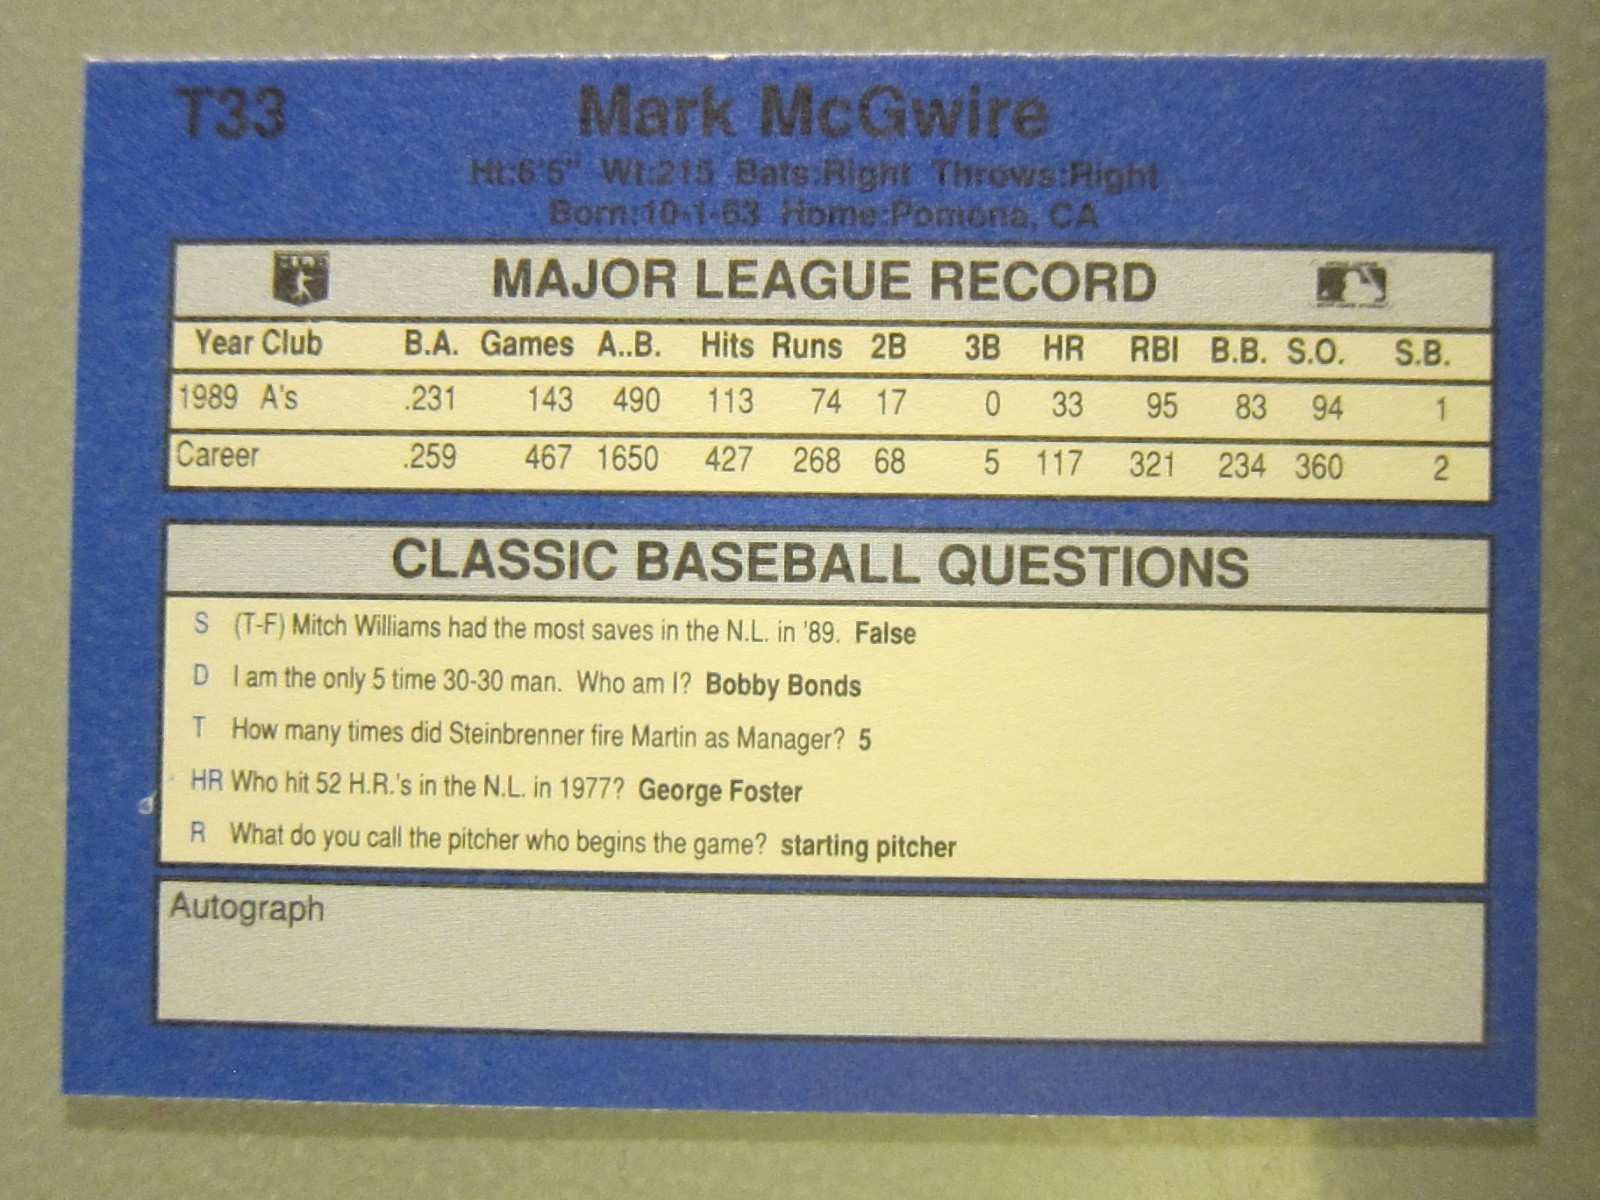 T33 Mark McGwire
Ht:6'5" Wt:215 Bats:Right Throws:Right
Born:10-1-63 Home:Pomona, CA
MAJOR LEAGUE RECORD
Year Club B.A. Games A..B. Hits Runs 2B 3B HR RBI B.B. S.O. S.B.
1989 A's .231 143 490 113 74 17 0 33 95 83 94 1
Career .259 467 1650 427 268 68 5 117 321 234 360 2
CLASSIC BASEBALL QUESTIONS
S (T-F) Mitch Williams had the most saves in the N.L. in '89. False
D I am the only 5 time 30-30 man. Who am I? Bobby Bonds
T How many times did Steinbrenner fire Martin as Manager? 5
HR Who hit 52 H.R.'s in the N.L. in 1977? George Foster
R What do you call the pitcher who begins the game? starting pitcher
Autograph